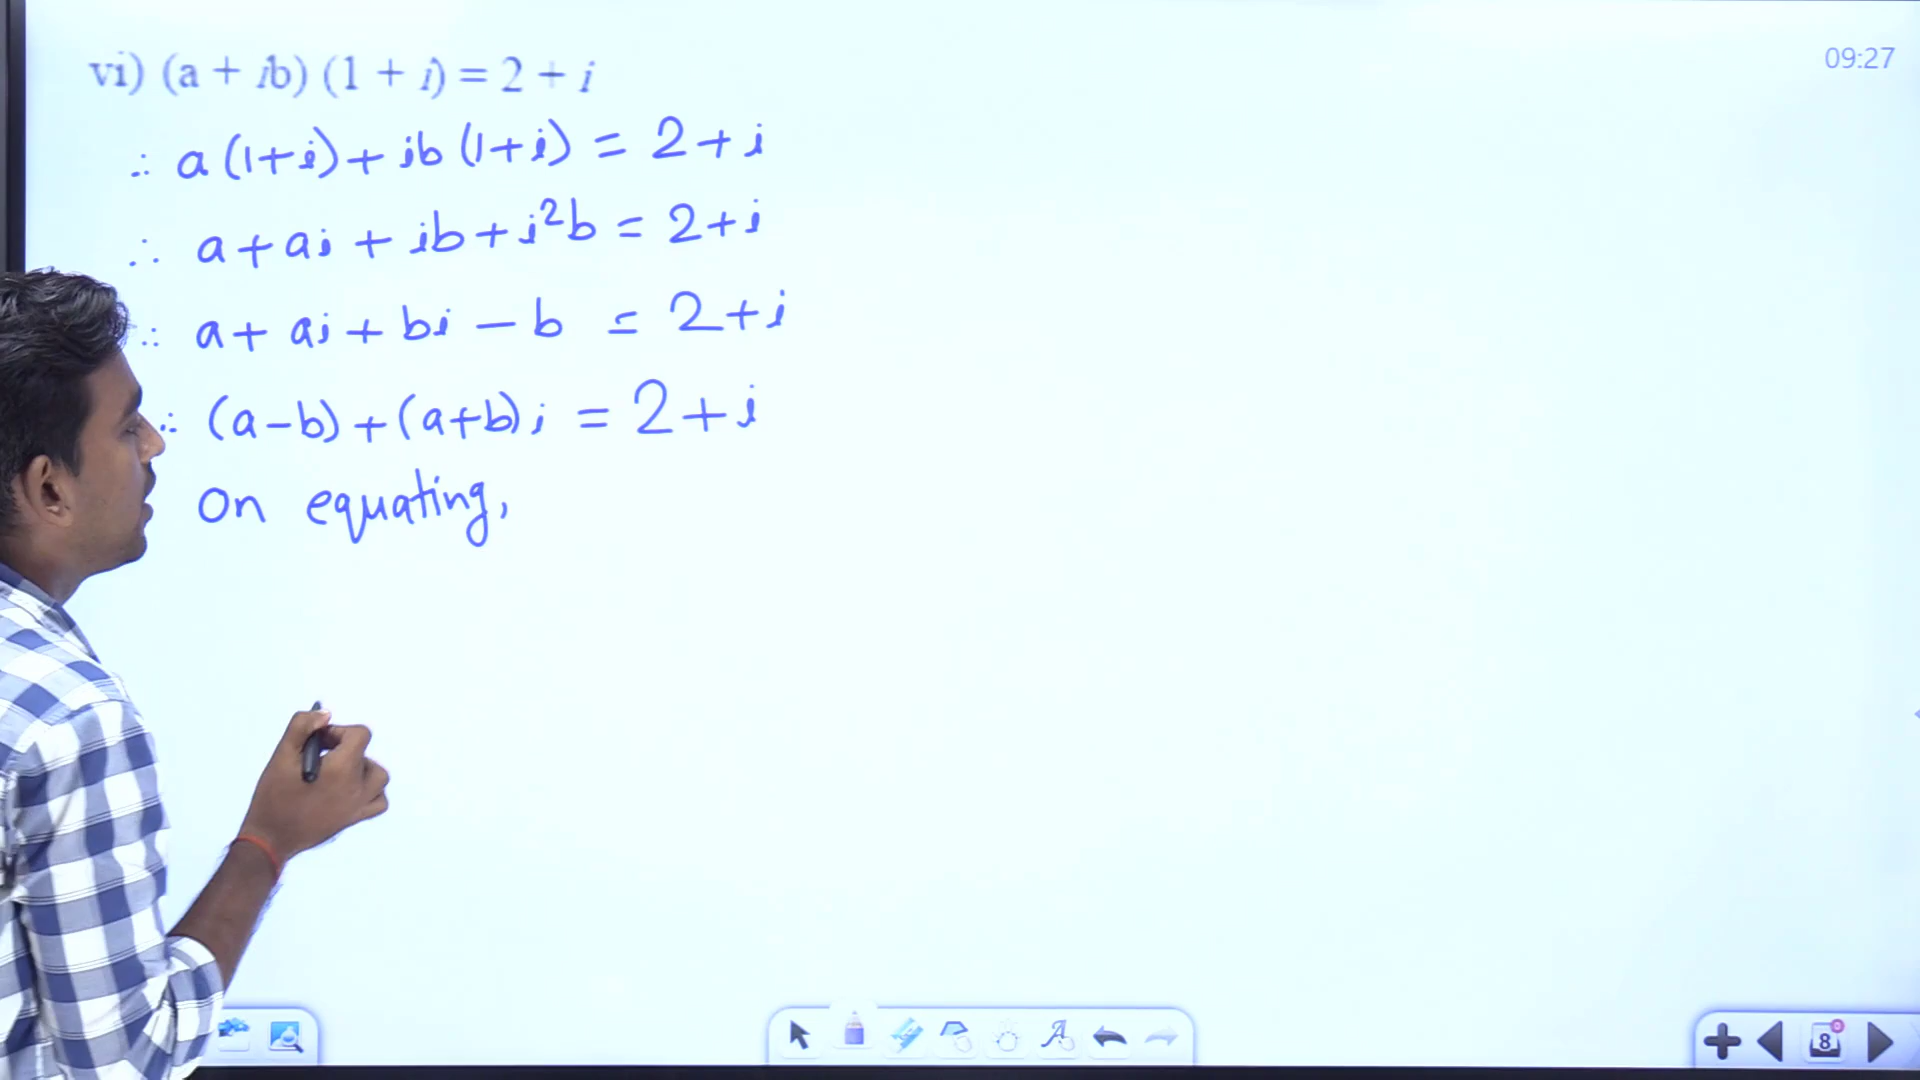 vi) (a + ib) (1 + i) = 2 + i
09:27
∴ a(1+i)+ib(1+i) = 2+i
∴ a+ai+ib+i²b = 2+i
∴ a+ai+bi-b = 2+i
∴ (a-b)+(a+b)i = 2+i
On equating,
8